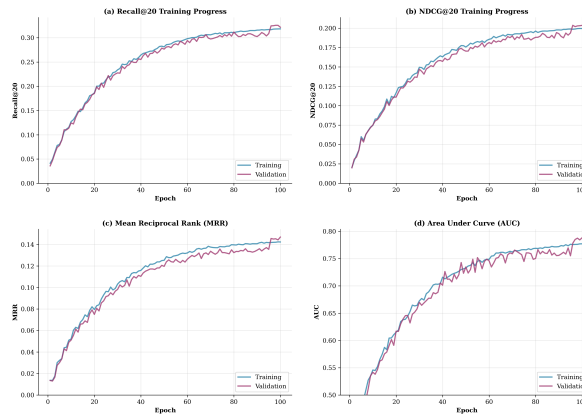 (a) Recall@20 Training Progress
Recall@20
0.30
0.25
0.20
0.15
0.10
0.05
0.00
0 20 40 60 80 100
Epoch
Training
Validation
(b) NDCG@20 Training Progress
NDCG@20
0.200
0.175
0.150
0.125
0.100
0.075
0.050
0.025
0.000
0 20 40 60 80 100
Epoch
Training
Validation
(c) Mean Reciprocal Rank (MRR)
MRR
0.14
0.12
0.10
0.08
0.06
0.04
0.02
0.00
0 20 40 60 80 100
Epoch
Training
Validation
(d) Area Under Curve (AUC)
AUC
0.80
0.75
0.70
0.65
0.60
0.55
0.50
0 20 40 60 80 100
Epoch
Training
Validation